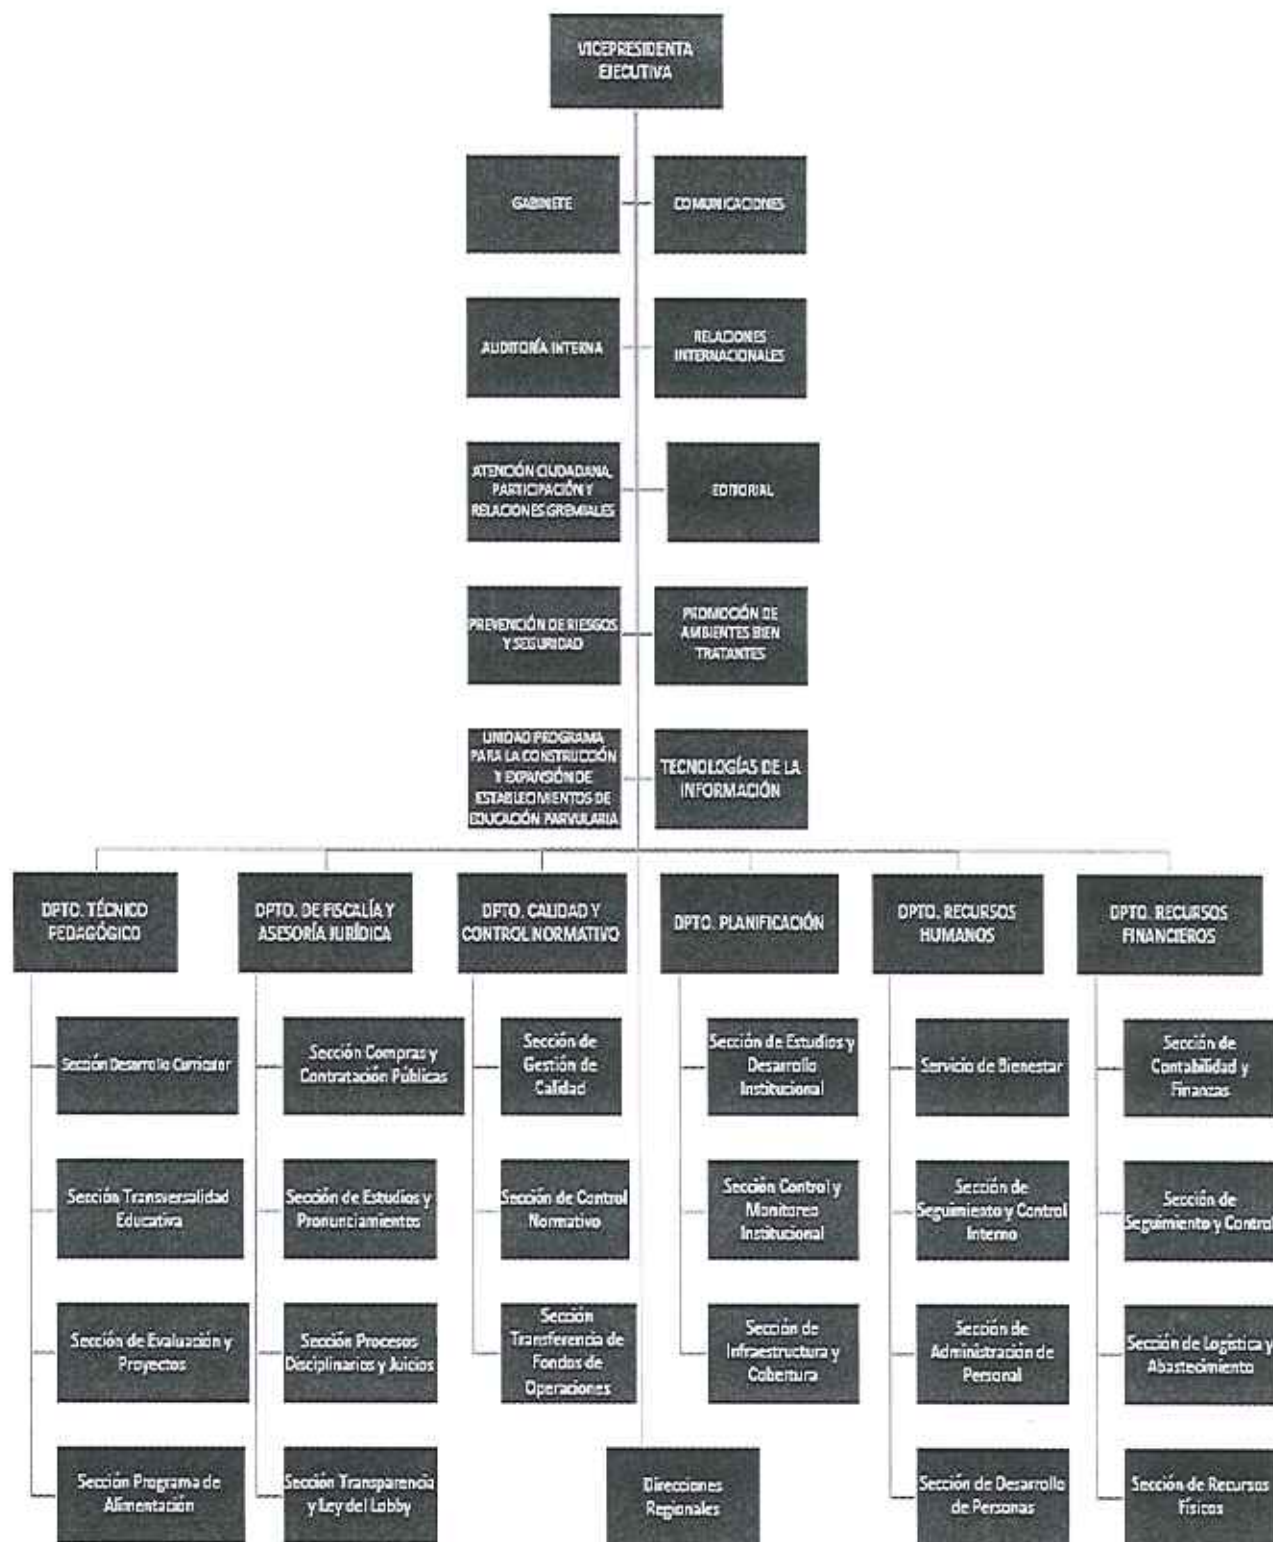 VICEPRESIDENTA
EJECUTIVA
GABINETE
COMUNICACIONES
AUDITORÍA INTERNA
RELACIONES
INTERNACIONALES
ATENCIÓN CIUDADANA,
PARTICIPACIÓN Y
RELACIONES GREMIALES
EDITORIAL
PREVENCIÓN DE RIESGOS
Y SEGURIDAD
PROMOCIÓN DE
AMBIENTES BIEN
TRATANTES
UNIDAD PROGRAMA
PARA LA CONSTRUCCIÓN
Y EXPANSIÓN DE
ESTABLECIMIENTOS DE
EDUCACIÓN PARVULARIA
TECNOLOGÍAS DE LA
INFORMACIÓN
DPTO. TÉCNICO
PEDAGÓGICO
DPTO. DE FISCALÍA Y
ASESORÍA JURÍDICA
DPTO. CALIDAD Y
CONTROL NORMATIVO
DPTO. PLANIFICACIÓN
DPTO. RECURSOS
HUMANOS
DPTO. RECURSOS
FINANCIEROS
Sección Desarrollo Curricular
Sección Compras y
Contratación Públicas
Sección de
Gestión de
Calidad
Sección de Estudios y
Desarrollo
Institucional
Servicio de Bienestar
Sección de
Contabilidad y
Finanzas
Sección Transversalidad
Educativa
Sección de Estudios y
Pronunciamientos
Sección de Control
Normativo
Sección Control y
Monitoreo
Institucional
Sección de
Seguimiento y Control
Interno
Sección de
Seguimiento y Control
Sección de Evaluación y
Proyectos
Sección Procesos
Disciplinarios y Juicios
Sección
Transferencia de
Fondos de
Operaciones
Sección de
Infraestructura y
Cobertura
Sección de
Administración de
Personal
Sección de Logística y
Abastecimiento
Sección Programa de
Alimentación
Sección Transparencia
y Ley del Lobby
Direcciones
Regionales
Sección de Desarrollo
de Personas
Sección de Recursos
Físicos